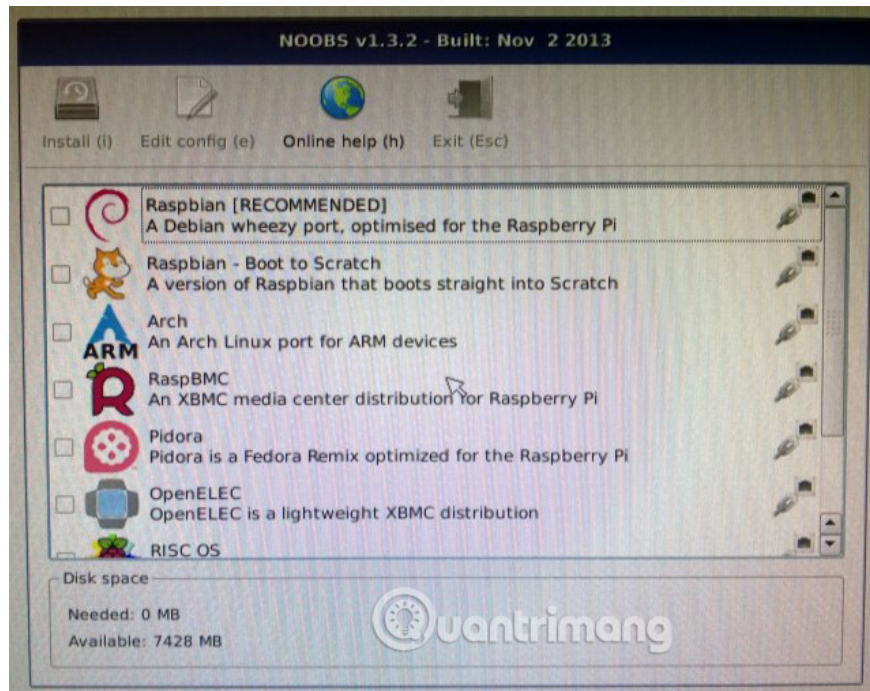 NOOBS v1.3.2 - Built: Nov 2 2013
Install (i)
Edit config (e)
Online help (h)
Exit (Esc)
Raspbian [RECOMMENDED]
A Debian wheezy port, optimised for the Raspberry Pi
Raspbian - Boot to Scratch
A version of Raspbian that boots straight into Scratch
Arch
An Arch Linux port for ARM devices
ARM
RaspBMC
An XBMC media center distribution for Raspberry Pi
Pidora
Pidora is a Fedora Remix optimized for the Raspberry Pi
OpenELEC
OpenELEC is a lightweight XBMC distribution
RISC OS
Disk space
Needed: 0 MB
Available: 7428 MB
Quantrimang